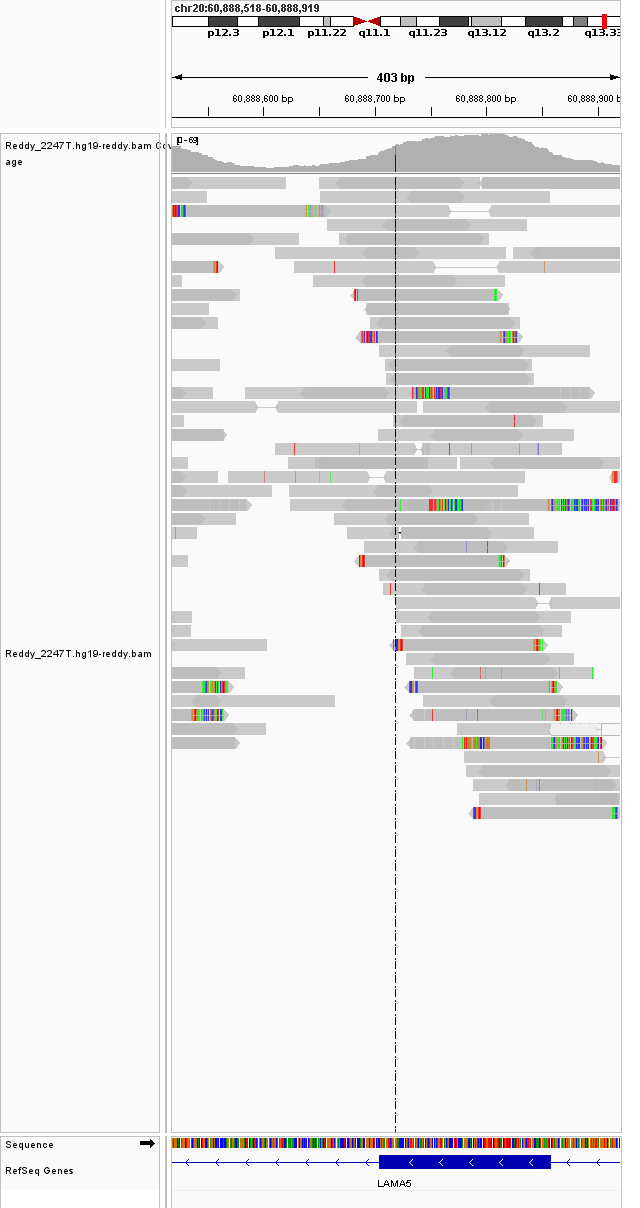 chr20:60,888,518-60,888,919
p12.3 p12.1 p11.22 q11.1 q11.23 q13.12 q13.2 q13.33
403 bp
60,888,600 bp 60,888,700 bp 60,888,800 bp 60,888,900 b
Reddy_2247T.hg19-reddy.bam Cov
age
[0-69]
Reddy_2247T.hg19-reddy.bam
Sequence
RefSeq Genes
LAMA5